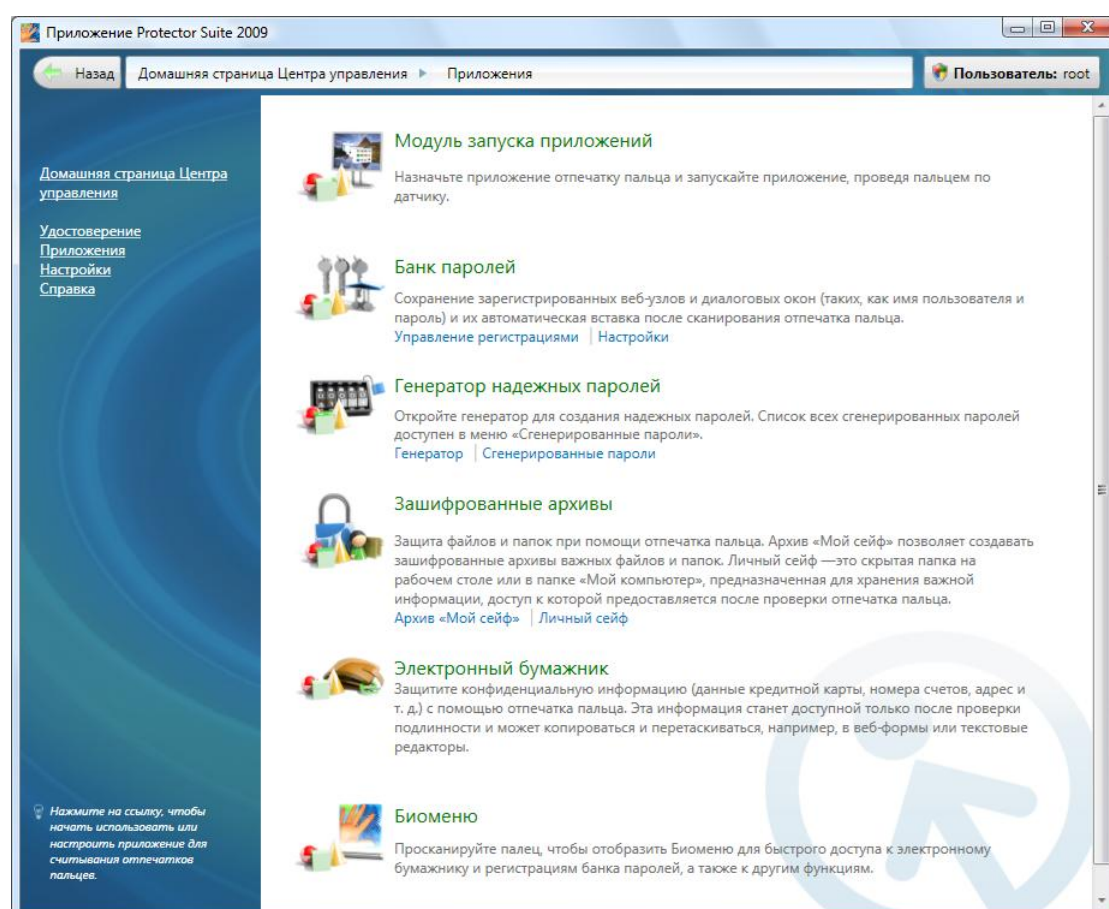 Приложение Protector Suite 2009
Назад
Домашняя страница Центра управления
Приложения
Пользователь: root
Домашняя страница Центра
управления
Удостоверение
Приложения
Настройки
Справка
Нажмите на ссылку, чтобы
начать использовать или
настроить приложение для
считывания отпечатков
пальцев.
Модуль запуска приложений
Назначьте приложение отпечатку пальца и запускайте приложение, проведя пальцем по
датчику.
Банк паролей
Сохранение зарегистрированных веб-узлов и диалоговых окон (таких, как имя пользователя и
пароль) и их автоматическая вставка после сканирования отпечатка пальца.
Управление регистрациями | Настройки
Генератор надежных паролей
Откройте генератор для создания надежных паролей. Список всех сгенерированных паролей
доступен в меню «Сгенерированные пароли».
Генератор | Сгенерированные пароли
Зашифрованные архивы
Защита файлов и папок при помощи отпечатка пальца. Архив «Мой сейф» позволяет создавать
зашифрованные архивы важных файлов и папок. Личный сейф —это скрытая папка на
рабочем столе или в папке «Мой компьютер», предназначенная для хранения важной
информации, доступ к которой предоставляется после проверки отпечатка пальца.
Архив «Мой сейф» | Личный сейф
Электронный бумажник
Защитите конфиденциальную информацию (данные кредитной карты, номера счетов, адрес и
т. д.) с помощью отпечатка пальца. Эта информация станет доступной только после проверки
подлинности и может копироваться и перетаскиваться, например, в веб-формы или текстовые
редакторы.
Биоменю
Просканируйте палец, чтобы отобразить Биоменю для быстрого доступа к электронному
бумажнику и регистрациям банка паролей, а также к другим функциям.